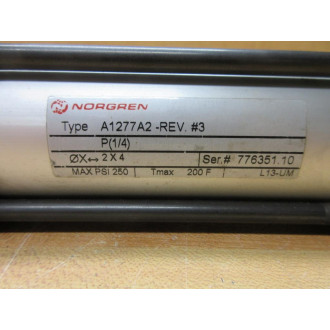 NORGREN
Type A1277A2 -REV. #3
P(1/4)
ØX↔ 2 X 4 Ser.# 776351.10
MAX PSI 250 Tmax 200 F L13-UM